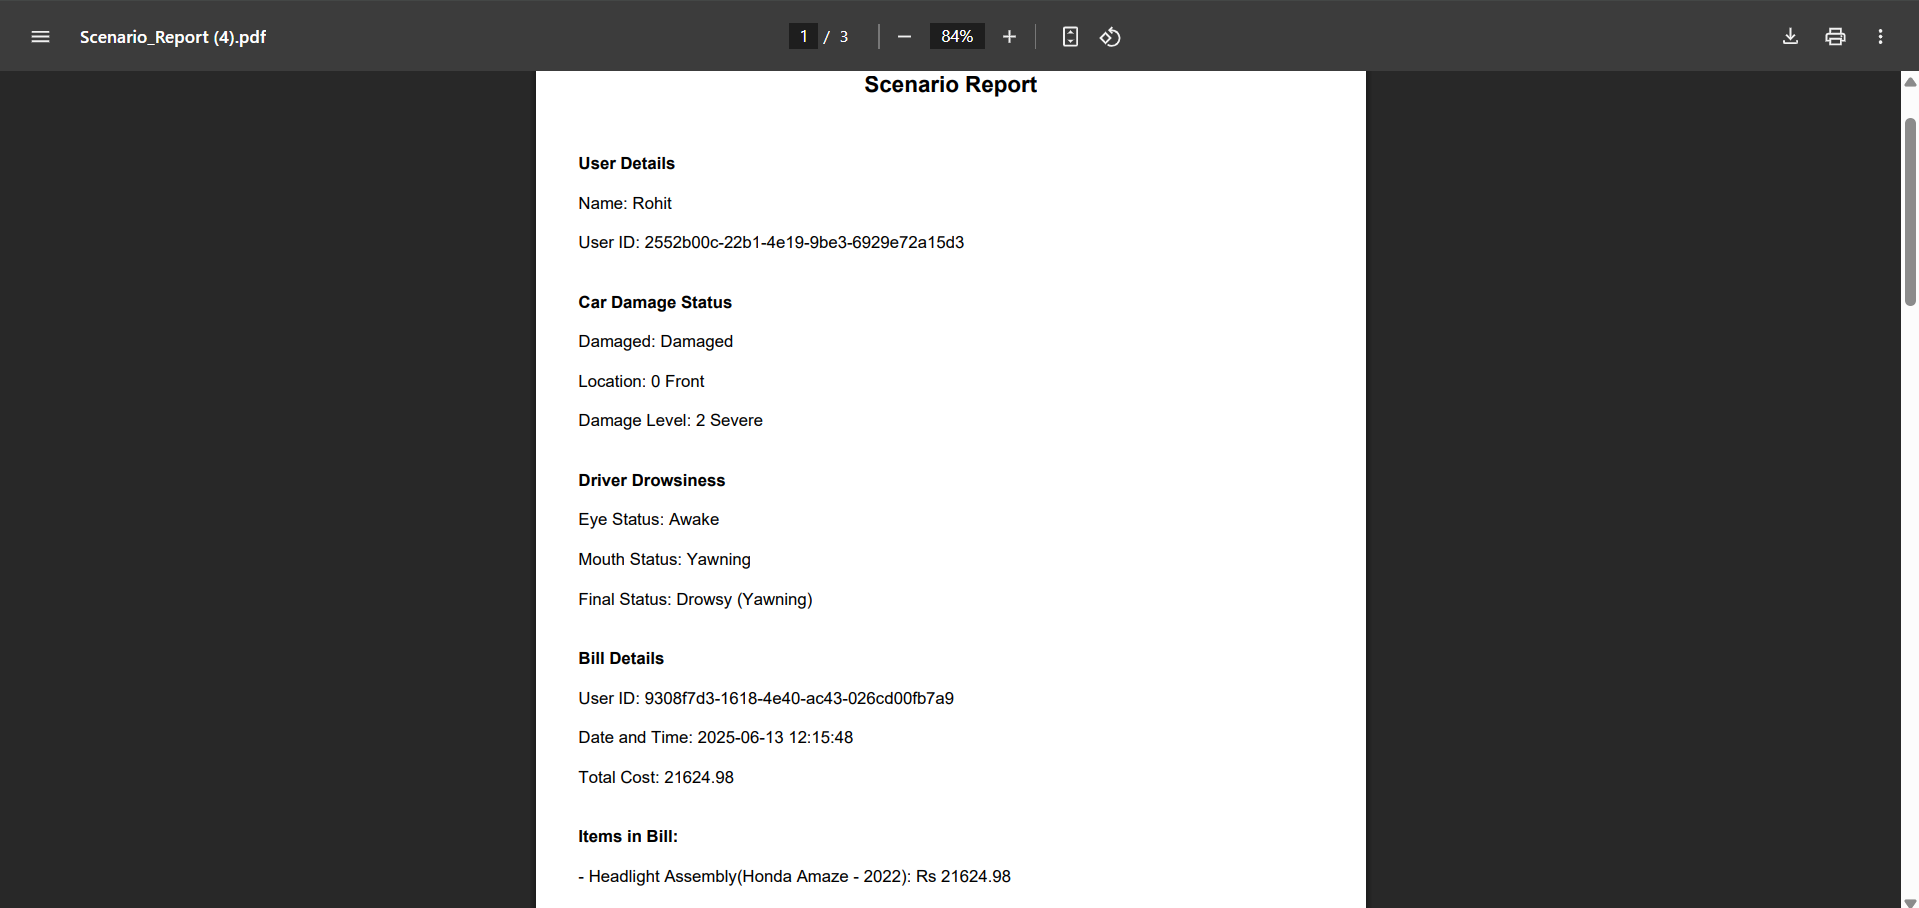 Scenario_Report (4).pdf
1 / 3
84%
Scenario Report
User Details
Name: Rohit
User ID: 2552b00c-22b1-4e19-9be3-6929e72a15d3
Car Damage Status
Damaged: Damaged
Location: 0 Front
Damage Level: 2 Severe
Driver Drowsiness
Eye Status: Awake
Mouth Status: Yawning
Final Status: Drowsy (Yawning)
Bill Details
User ID: 9308f7d3-1618-4e40-ac43-026cd00fb7a9
Date and Time: 2025-06-13 12:15:48
Total Cost: 21624.98
Items in Bill:
- Headlight Assembly(Honda Amaze - 2022): Rs 21624.98